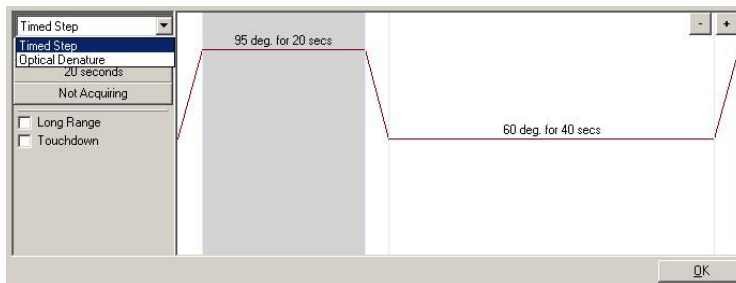 Timed Step
Timed Step
Optical Denature
20 seconds
Not Acquiring
Long Range
Touchdown
95 deg. for 20 secs
60 deg. for 40 secs
- +
OK